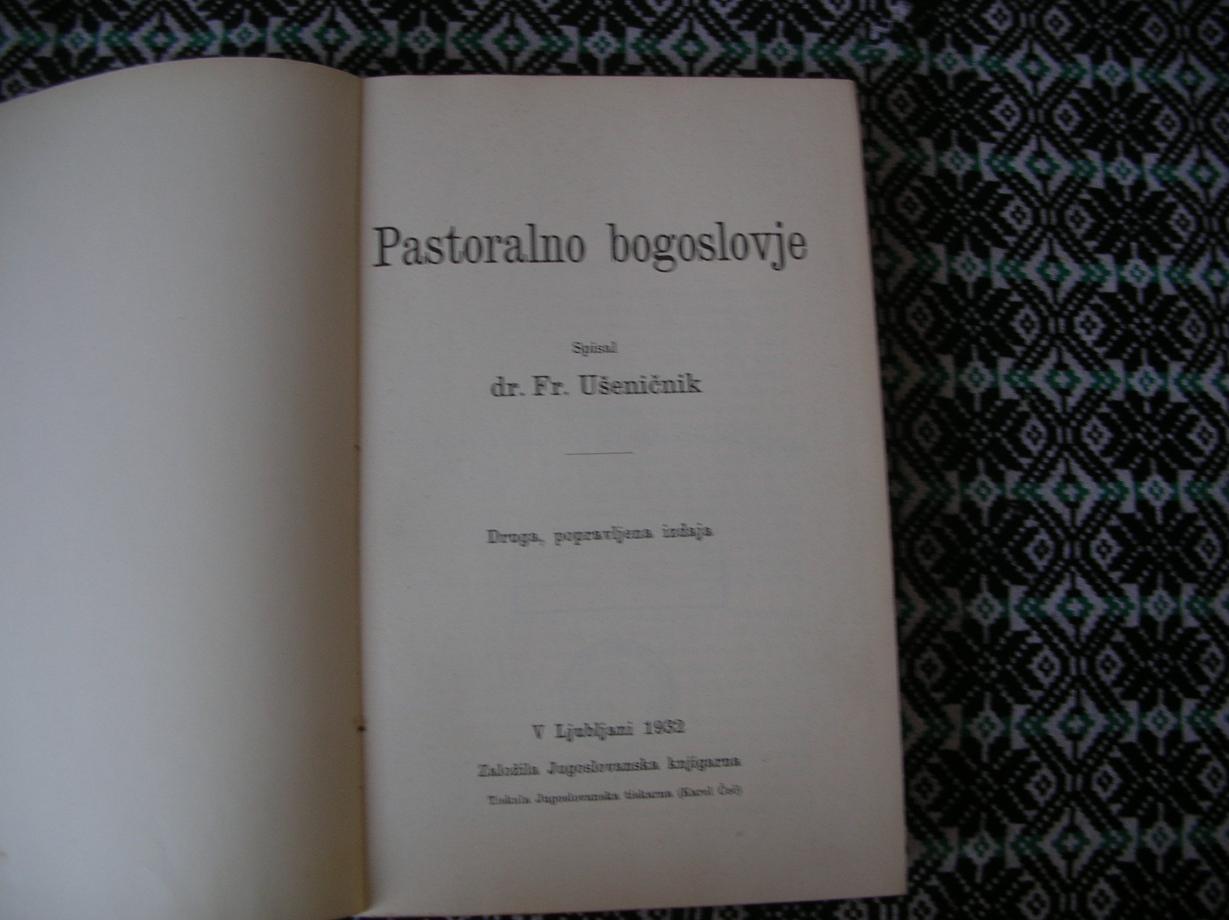 Pastoralno bogoslovje
Spisal
dr. Fr. Ušeničnik
Druga, popravljena izdaja
V Ljubljani 1932
Založila Jugoslovanska knjigarna
Tiskala Jugoslovanska tiskarna (Karel Čeč)